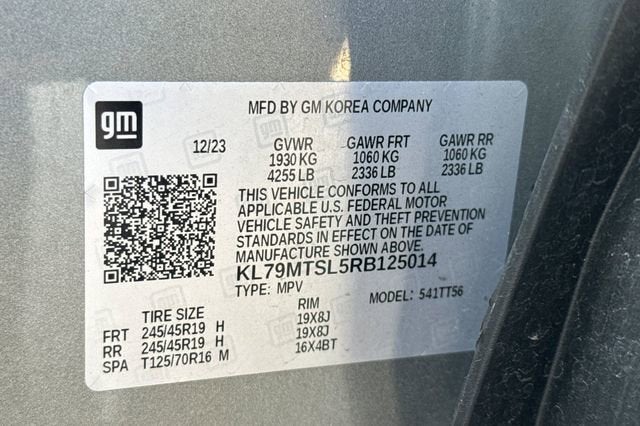 gm
MFD BY GM KOREA COMPANY
12/23 GVWR GAWR FRT GAWR RR
1930 KG 1060 KG 1060 KG
4255 LB 2336 LB 2336 LB
THIS VEHICLE CONFORMS TO ALL
APPLICABLE U.S. FEDERAL MOTOR
VEHICLE SAFETY AND THEFT PREVENTION
STANDARDS IN EFFECT ON THE DATE OF
MANUFACTURE SHOWN ABOVE.
KL79MTSL5RB125014
TYPE: MPV MODEL: 541TT56
TIRE SIZE RIM
FRT 245/45R19 H 19X8J
RR 245/45R19 H 19X8J
SPA T125/70R16 M 16X4BT